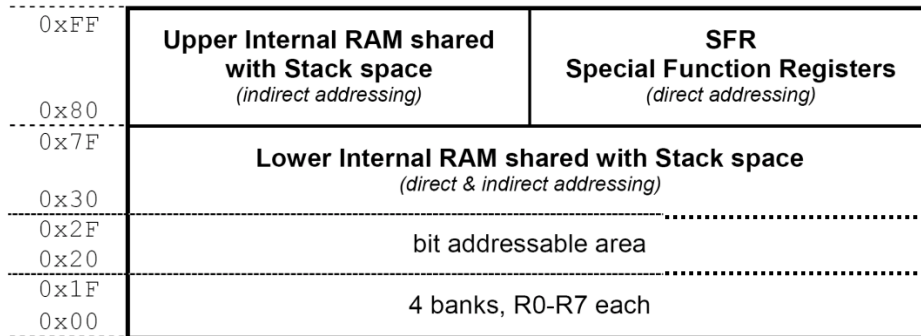 0xFF
Upper Internal RAM shared
with Stack space
(indirect addressing)
SFR
Special Function Registers
(direct addressing)
0x80
0x7F
Lower Internal RAM shared with Stack space
(direct & indirect addressing)
0x30
0x2F
bit addressable area
0x20
0x1F
4 banks, R0-R7 each
0x00